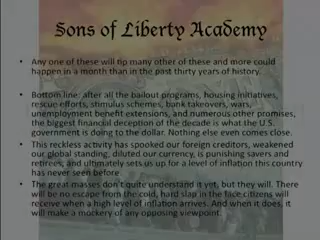 Sons of Liberty Academy
• Any one of these will tip many other of these and more could
happen in a month than in the past thirty years of history.
• Bottom line: after all the bailout programs, housing initiatives,
rescue efforts, stimulus schemes, bank takeovers, wars,
unemployment benefit extensions, and numerous other promises,
the biggest financial deception of the decade is what the U.S.
government is doing to the dollar. Nothing else even comes close.
• This reckless activity has spooked our foreign creditors, weakened
our global standing, diluted our currency, is punishing savers and
retirees; and ultimately sets us up for a level of inflation this country
has never seen before.
• The great masses don't quite understand it yet, but they will. There
will be no escape from the cold, hard slap in the face citizens will
receive when a high level of inflation arrives. And when it does, it
will make a mockery of any opposing viewpoint.